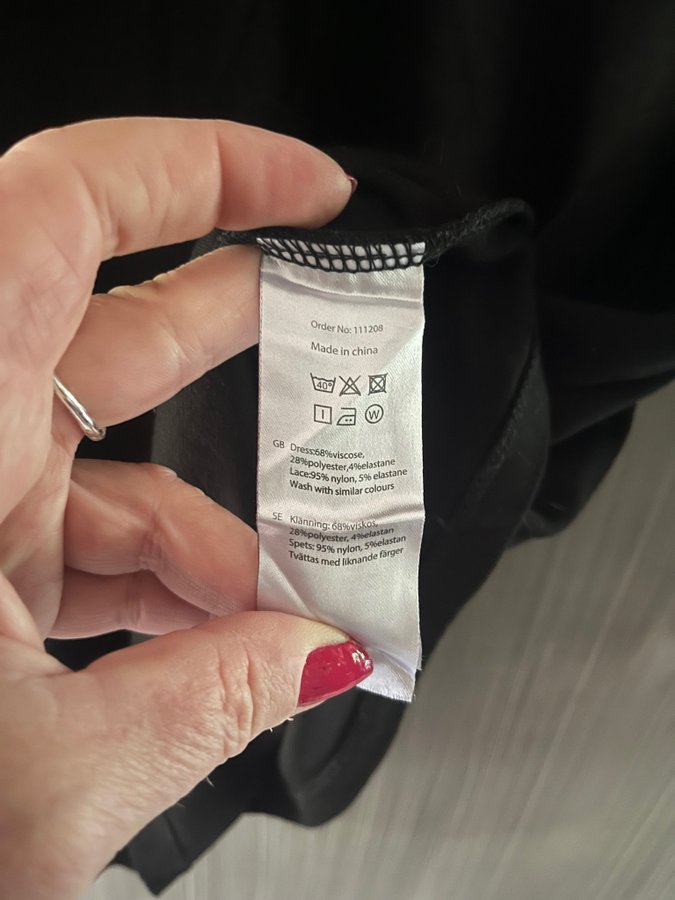 Order No: 111208
Made in china
40°
I W
GB Dress:68%viscose,
28%polyester,4%elastane
Lace:95% nylon, 5% elastane
Wash with similar colours
SE Klänning: 68%viskos,
28%polyester, 4%elastan
Spets: 95% nylon, 5%elastan
Tvättas med liknande färger